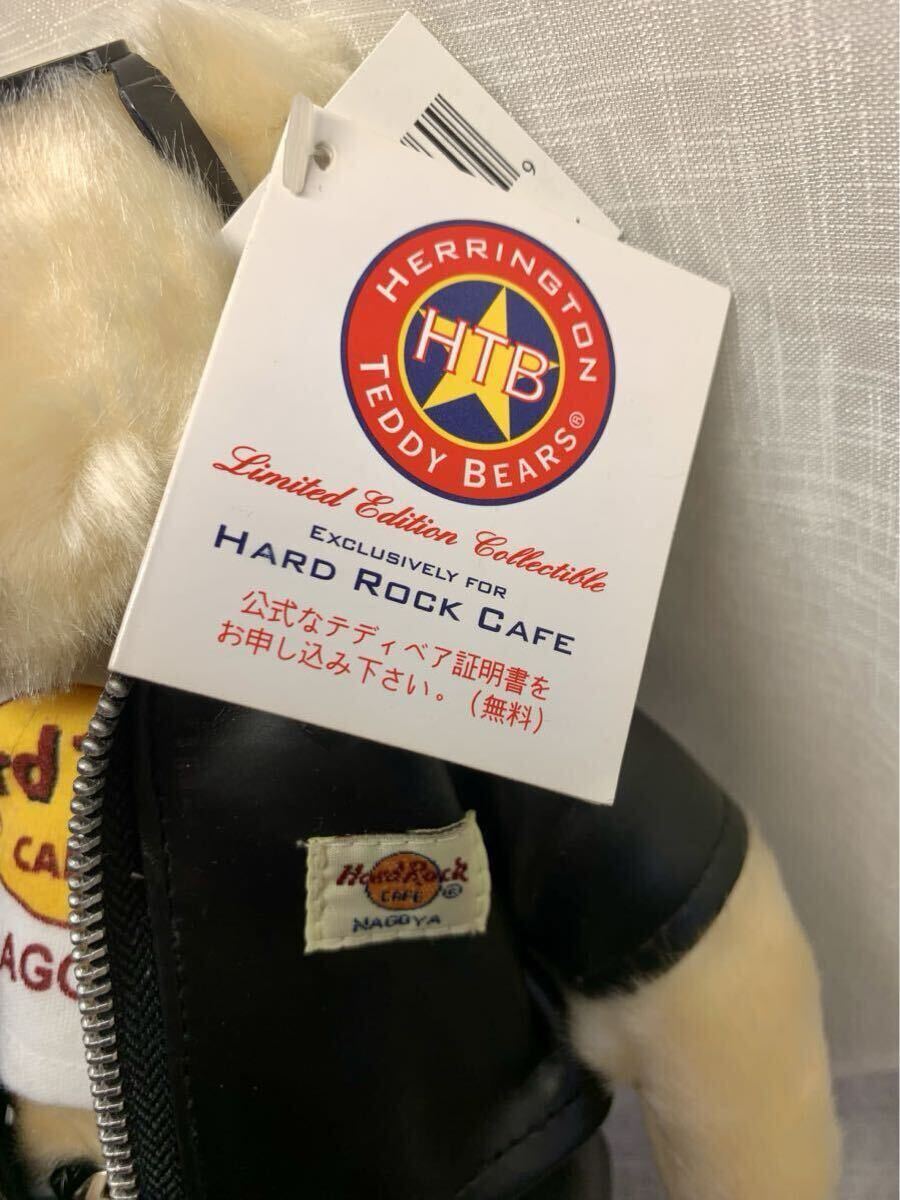 9
HERRINGTON
HTB
TEDDY BEARS®
Limited Edition Collectible
EXCLUSIVELY FOR
HARD ROCK CAFE
公式なテディベア証明書を
お申し込み下さい。(無料)
Hard Rock
CAFE ®
NAGOYA